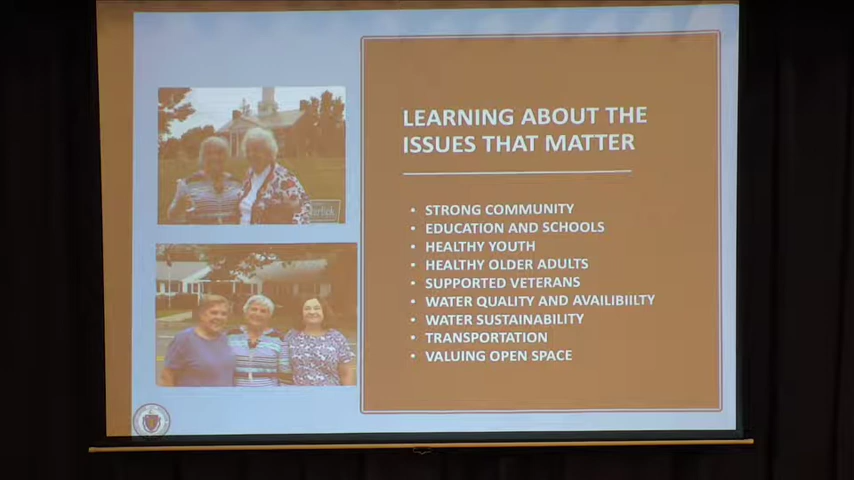 LEARNING ABOUT THE
ISSUES THAT MATTER
• STRONG COMMUNITY
• EDUCATION AND SCHOOLS
• HEALTHY YOUTH
• HEALTHY OLDER ADULTS
• SUPPORTED VETERANS
• WATER QUALITY AND AVAILIBIILTY
• WATER SUSTAINABILITY
• TRANSPORTATION
• VALUING OPEN SPACE